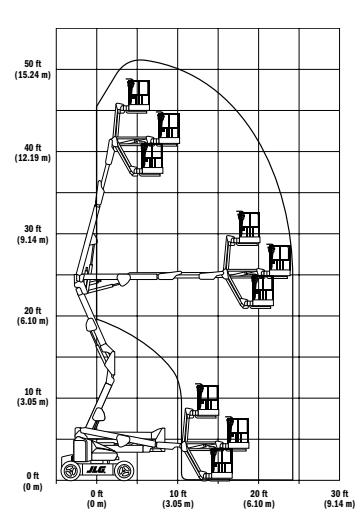 50 ft
(15.24 m)
40 ft
(12.19 m)
30 ft
(9.14 m)
20 ft
(6.10 m)
10 ft
(3.05 m)
0 ft
(0 m)
JLG
0 ft
(0 m)
10 ft
(3.05 m)
20 ft
(6.10 m)
30 ft
(9.14 m)